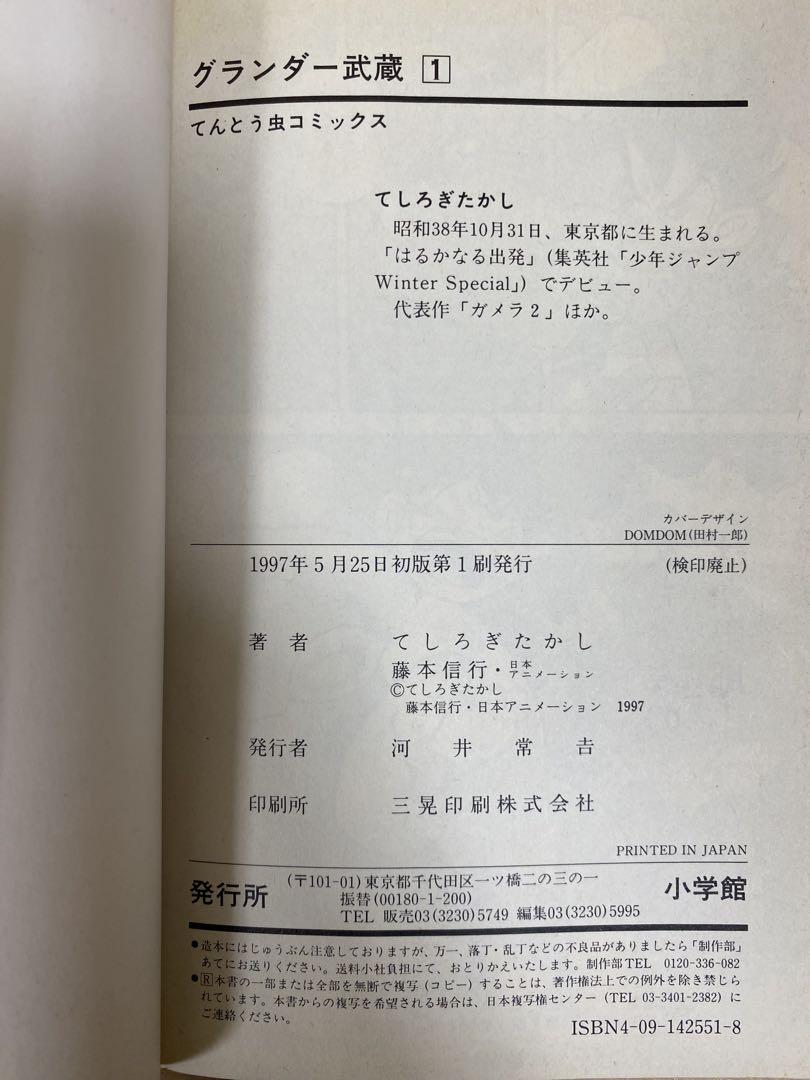 グランダー武蔵 1
てんとう虫コミックス
てしろぎたかし
昭和38年10月31日、東京都に生まれる。
「はるかなる出発」(集英社「少年ジャンプ
Winter Special」) でデビュー。
代表作「ガメラ2」ほか。
カバーデザイン
DOMDOM(田村一郎)
1997年5月25日初版第1刷発行 (検印廃止)
著者 てしろぎたかし
藤本信行・日本アニメーション
©てしろぎたかし
藤本信行・日本アニメーション 1997
発行者 河井常𠮷
印刷所 三晃印刷株式会社
PRINTED IN JAPAN
発行所 (〒101-01)東京都千代田区一ツ橋二の三の一 小学館
振替(00180-1-200)
TEL 販売03(3230)5749 編集03(3230)5995
●造本にはじゅうぶん注意しておりますが、万一、落丁・乱丁などの不良品がありましたら「制作部」
あてにお送りください。送料小社負担にて、おとりかえいたします。制作部TEL 0120-336-082
●Ⓡ本書の一部または全部を無断で複写(コピー)することは、著作権法上での例外を除き禁じら
れています。本書からの複写を希望される場合は、日本複写権センター(TEL 03-3401-2382)に
ご連絡ください。
ISBN4-09-142551-8